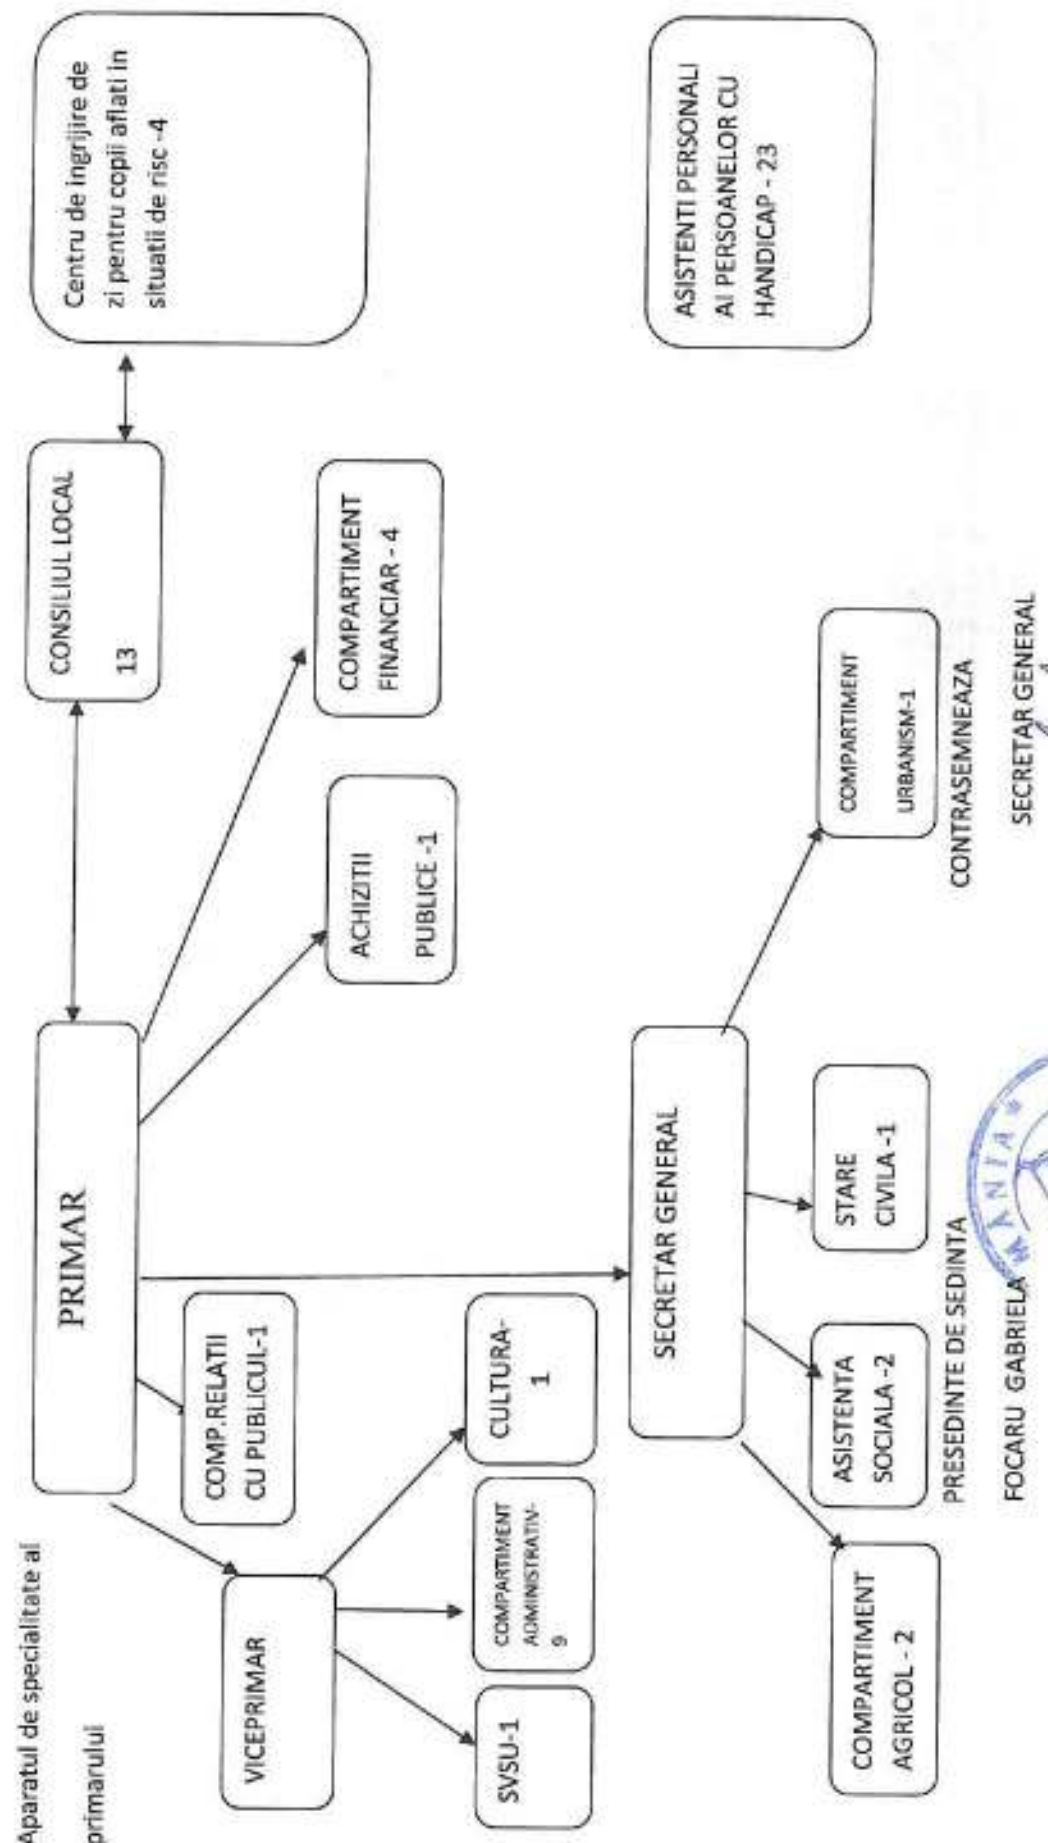 Aparatul de specialitate al
primarului
PRIMAR
CONSILIUL LOCAL
13
Centru de ingrijire de
zi pentru copii aflati in
situatii de risc -4
VICEPRIMAR
COMP.RELATII
CU PUBLICUL-1
ACHIZITII
PUBLICE -1
COMPARTIMENT
FINANCIAR - 4
SVSU-1
COMPARTIMENT
ADMINISTRATIV-
9
CULTURA-
1
SECRETAR GENERAL
ASISTENTI PERSONALI
AI PERSOANELOR CU
HANDICAP - 23
COMPARTIMENT
AGRICOL - 2
ASISTENTA
SOCIALA -2
STARE
CIVILA -1
COMPARTIMENT
URBANISM-1
PRESEDINTE DE SEDINTA
CONTRASEMNEAZA
FOCARU GABRIELA
SECRETAR GENERAL
MANIA *